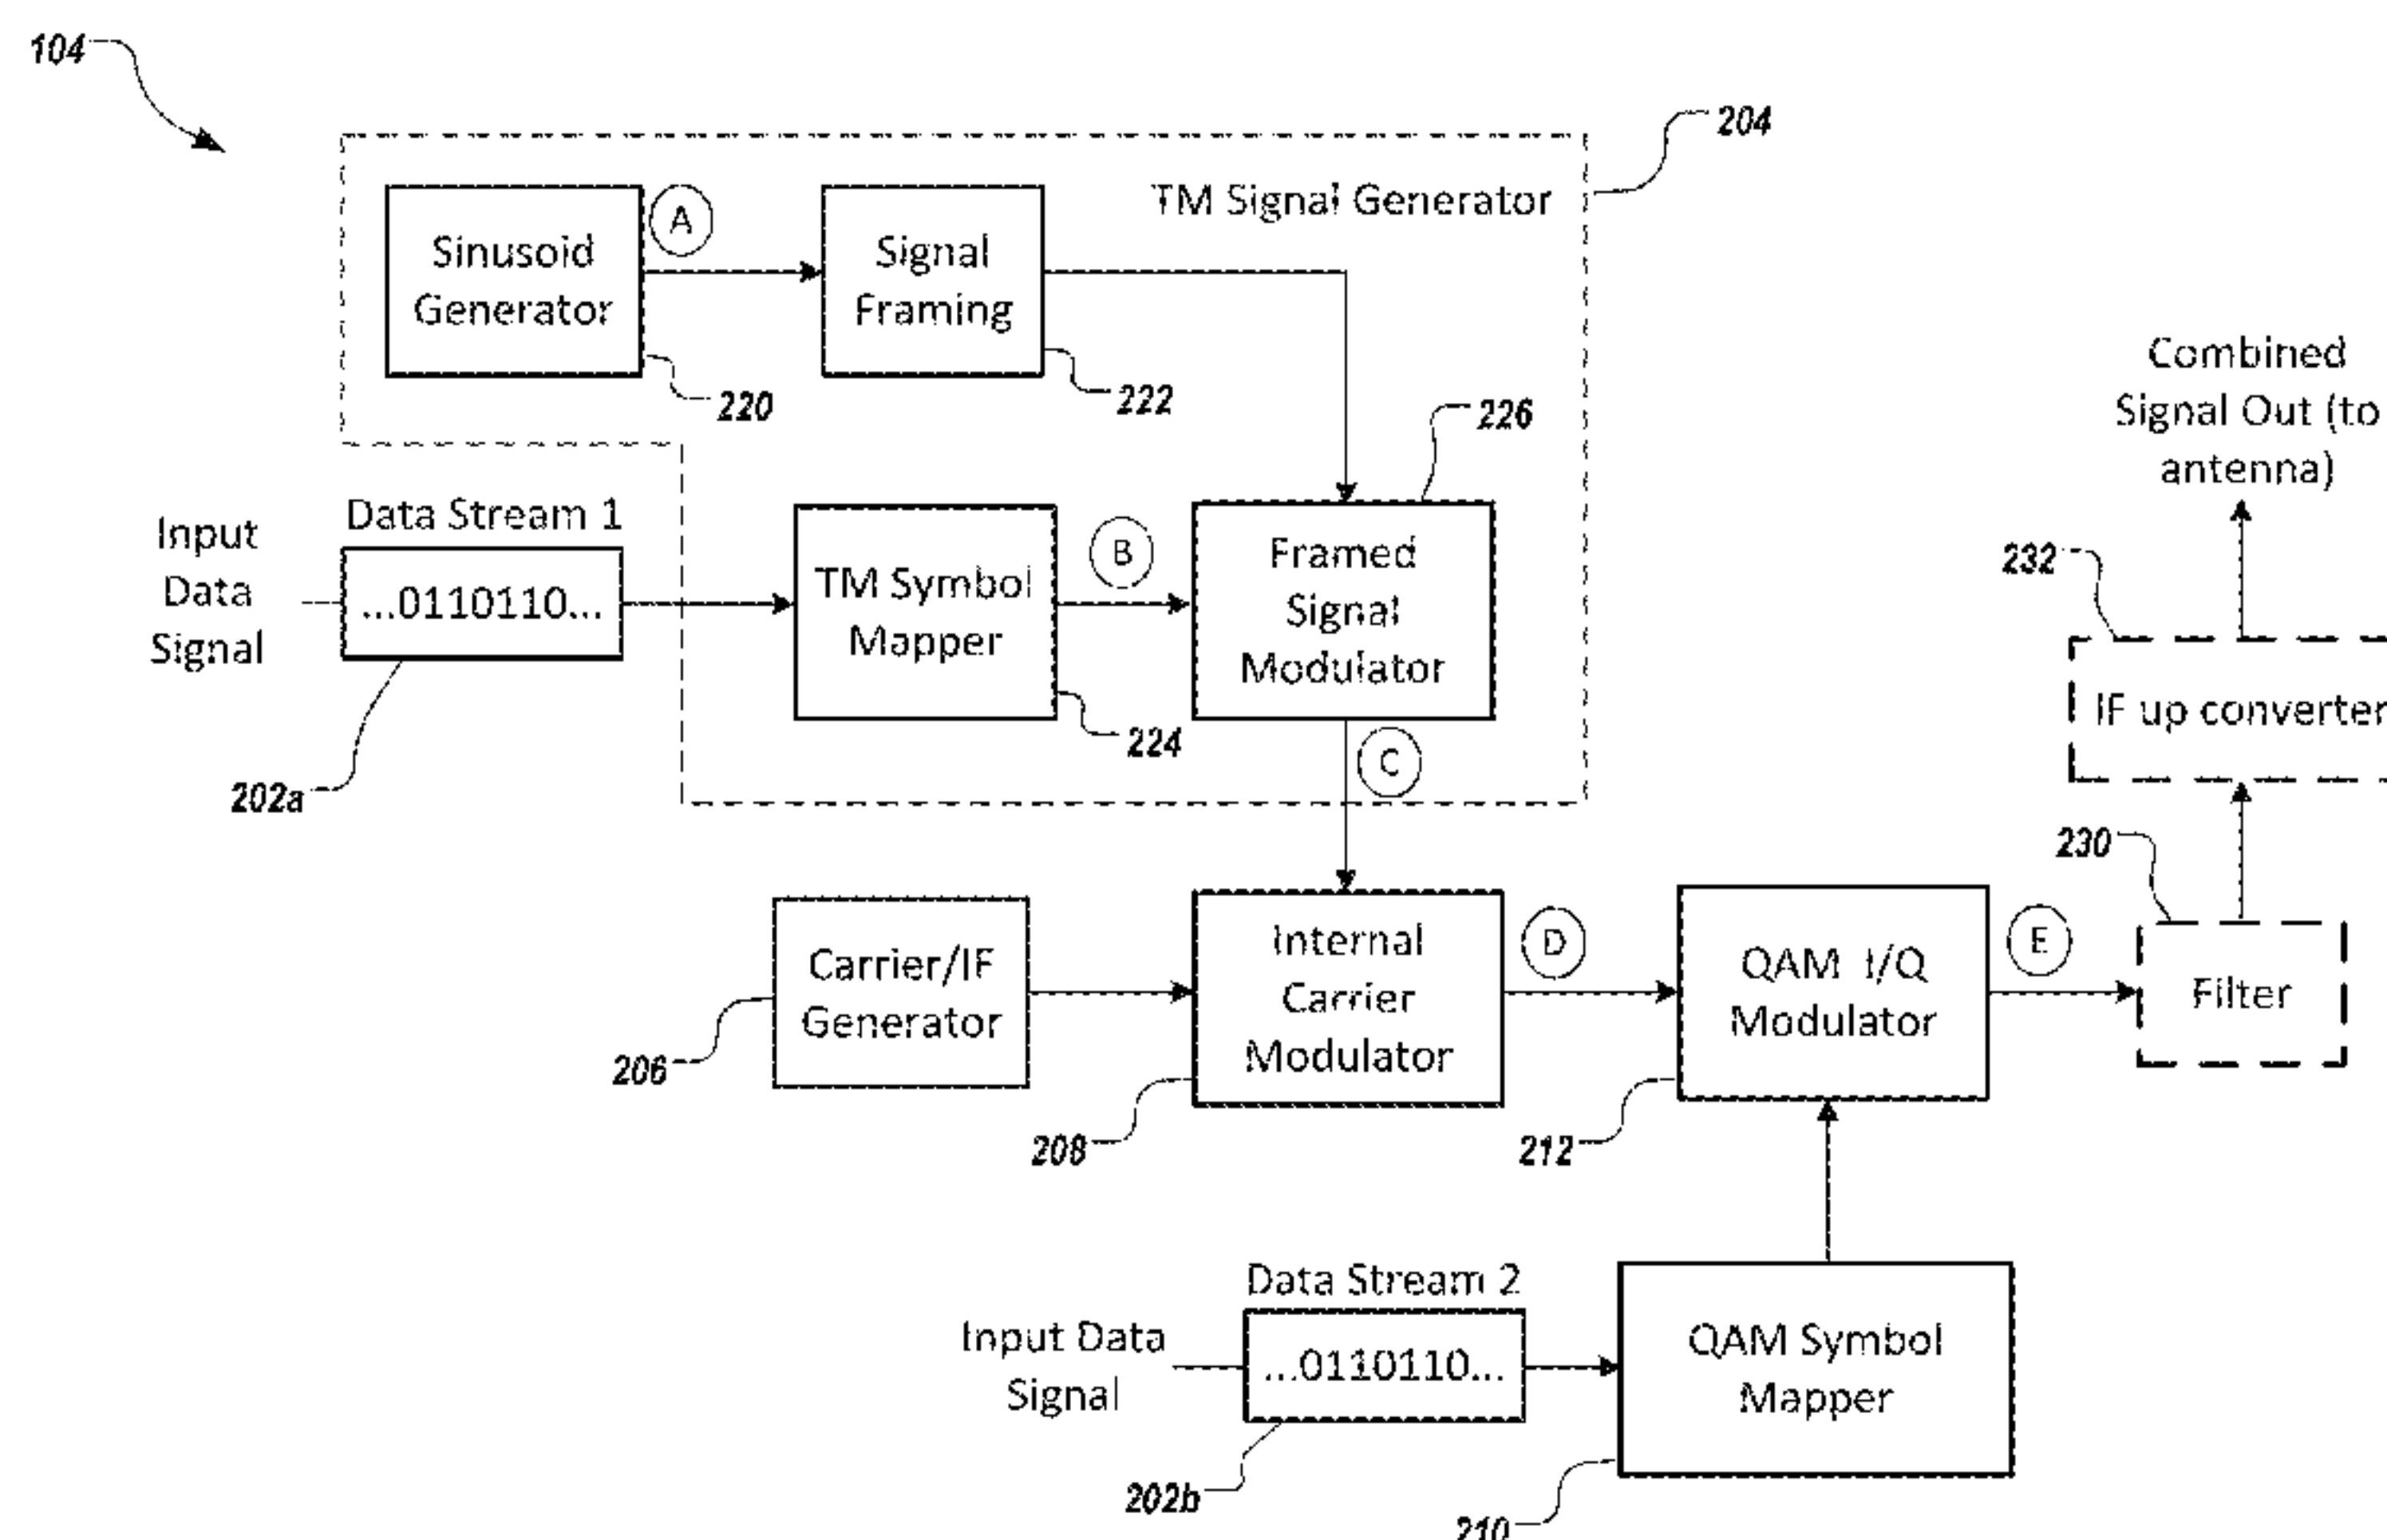 104
204
TM Signal Generator
A
Sinusoid
Generator
Signal
Framing
220
222
226
Combined
Signal Out (to
antenna)
Input
Data
Signal
Data Stream 1
...0110110...
202a
TM Symbol
Mapper
224
B
Framed
Signal
Modulator
C
232
IF up converter
230
Filter
Carrier/IF
Generator
206
Internal
Carrier
Modulator
208
D
QAM I/Q
Modulator
212
E
Data Stream 2
Input Data
Signal
...0110110...
202b
QAM Symbol
Mapper
210